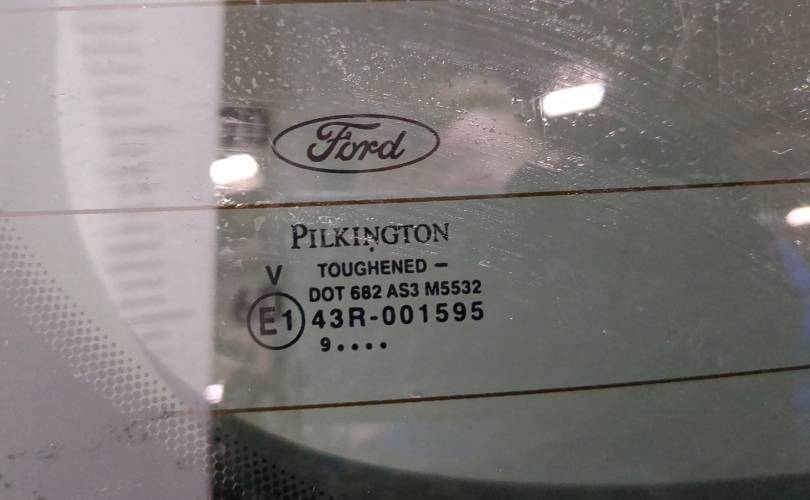 Ford
PILKINGTON
TOUGHENED –
V
DOT 682 AS3 M5532
E1 43R-001595
9....